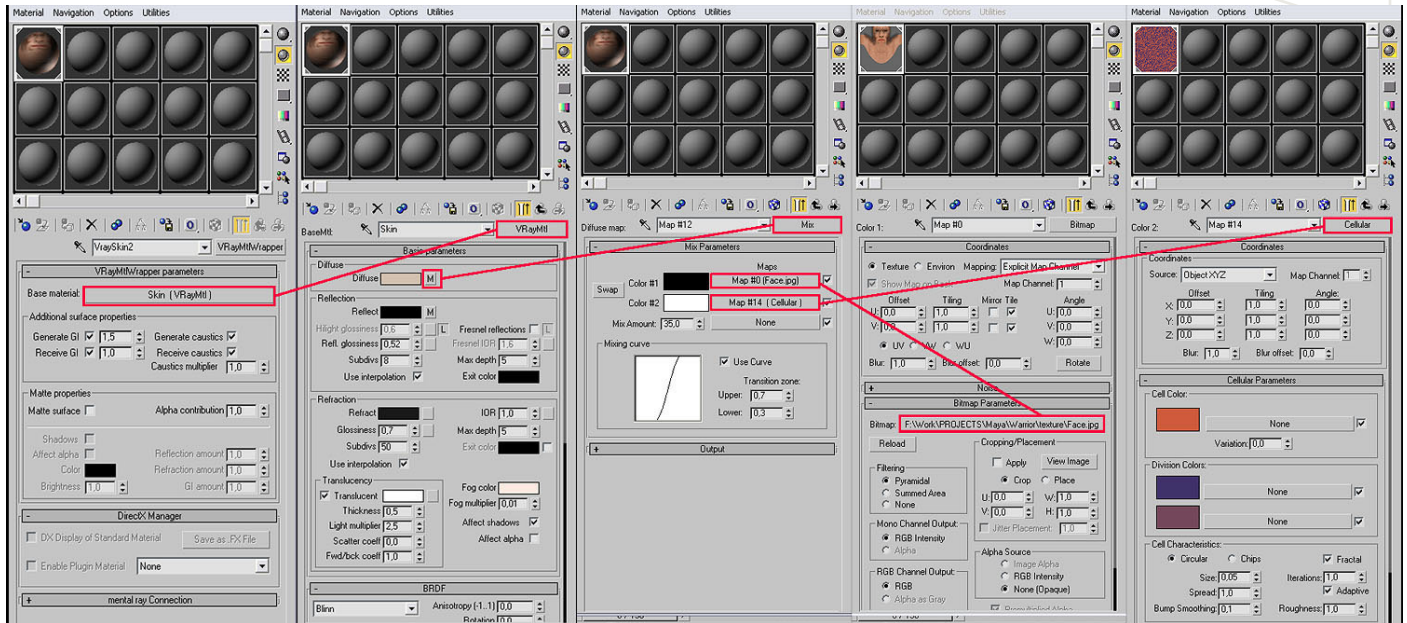 Material Navigation Options Utilities
VraySkin2
VRayMtlWrapper
VRayMtlWrapper parameters
Base material: Skin ( VRayMtl )
Additional surface properties
Generate GI 1,5 Generate caustics
Receive GI 1,0 Receive caustics
Caustics multiplier 1,0
Matte properties
Matte surface Alpha contribution 1,0
Shadows
Affect alpha Reflection amount 1,0
Color Refraction amount 1,0
Brightness 1,0 GI amount 1,0
DirectX Manager
DX Display of Standard Material Save as .FX File
Enable Plugin Material None
mental ray Connection
Material Navigation Options Utilities
BaseMtl: Skin VRayMtl
Basic parameters
Diffuse
Diffuse M
Reflection
Reflect M
Hilight glossiness 0,6 L Fresnel reflections L
Refl. glossiness 0,52 Fresnel IOR 1,6
Subdivs 8 Max depth 5
Use interpolation Exit color
Refraction
Refract IOR 1,0
Glossiness 0,7 Max depth 5
Subdivs 50 Exit color
Use interpolation
Translucency
Translucent Fog color
Thickness 0,5 Fog multiplier 0,01
Light multiplier 2,5 Affect shadows
Scatter coeff 0,0 Affect alpha
Fwd/bck coeff 1,0
BRDF
Blinn Anisotropy (-1..1) 0,0
Rotation 0,0
Material Navigation Options Utilities
Diffuse map: Map #12 Mix
Mix Parameters
Maps
Swap
Color #1 Map #0 (Face.jpg)
Color #2 Map #14 ( Cellular )
Mix Amount: 35,0 None
Mixing curve
Use Curve
Transition zone:
Upper: 0,7
Lower: 0,3
Output
Material Navigation Options Utilities
Color 1: Map #0 Bitmap
Coordinates
Texture Environ Mapping: Explicit Map Channel
Show Map on Back Map Channel: 1
Offset Tiling Mirror Tile Angle
U: 0,0 1,0 U: 0,0
V: 0,0 1,0 V: 0,0
UV VW WU W: 0,0
Blur: 1,0 Blur offset: 0,0 Rotate
Noise
Bitmap Parameters
Bitmap: F:\Work\PROJECTS\Maya\Warrior\texture\Face.jpg
Reload
Cropping/Placement
Apply View Image
Crop Place
U: 0,0 W: 1,0
V: 0,0 H: 1,0
Jitter Placement: 1,0
Filtering
Pyramidal
Summed Area
None
Mono Channel Output:
RGB Intensity
Alpha
RGB Channel Output:
RGB
Alpha as Gray
Alpha Source
Image Alpha
RGB Intensity
None (Opaque)
Premultiplied Alpha
Material Navigation Options Utilities
Color 2: Map #14 Cellular
Coordinates
Coordinates
Source: Object XYZ Map Channel: 1
Offset Tiling Angle:
X: 0,0 1,0 0,0
Y: 0,0 1,0 0,0
Z: 0,0 1,0 0,0
Blur: 1,0 Blur offset: 0,0
Cellular Parameters
Cell Color:
None
Variation: 0,0
Division Colors:
None
None
Cell Characteristics:
Circular Chips Fractal
Size: 0,05 Iterations: 1,0
Spread: 1,0 Adaptive
Bump Smoothing: 0,1 Roughness: 1,0